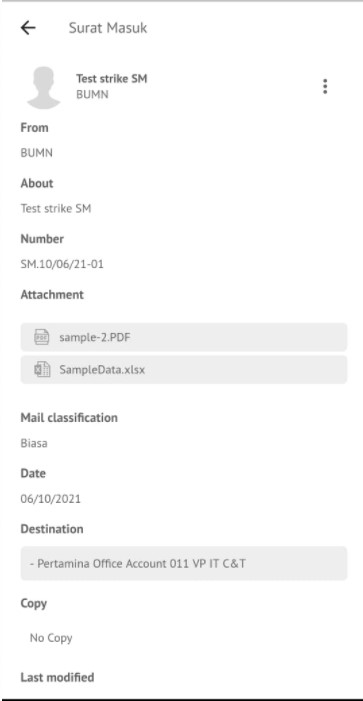 Surat Masuk
Test strike SM
BUMN
From
BUMN
About
Test strike SM
Number
SM.10/06/21-01
Attachment
PDF sample-2.PDF
SampleData.xlsx
Mail classification
Biasa
Date
06/10/2021
Destination
- Pertamina Office Account 011 VP IT C&T
Copy
No Copy
Last modified